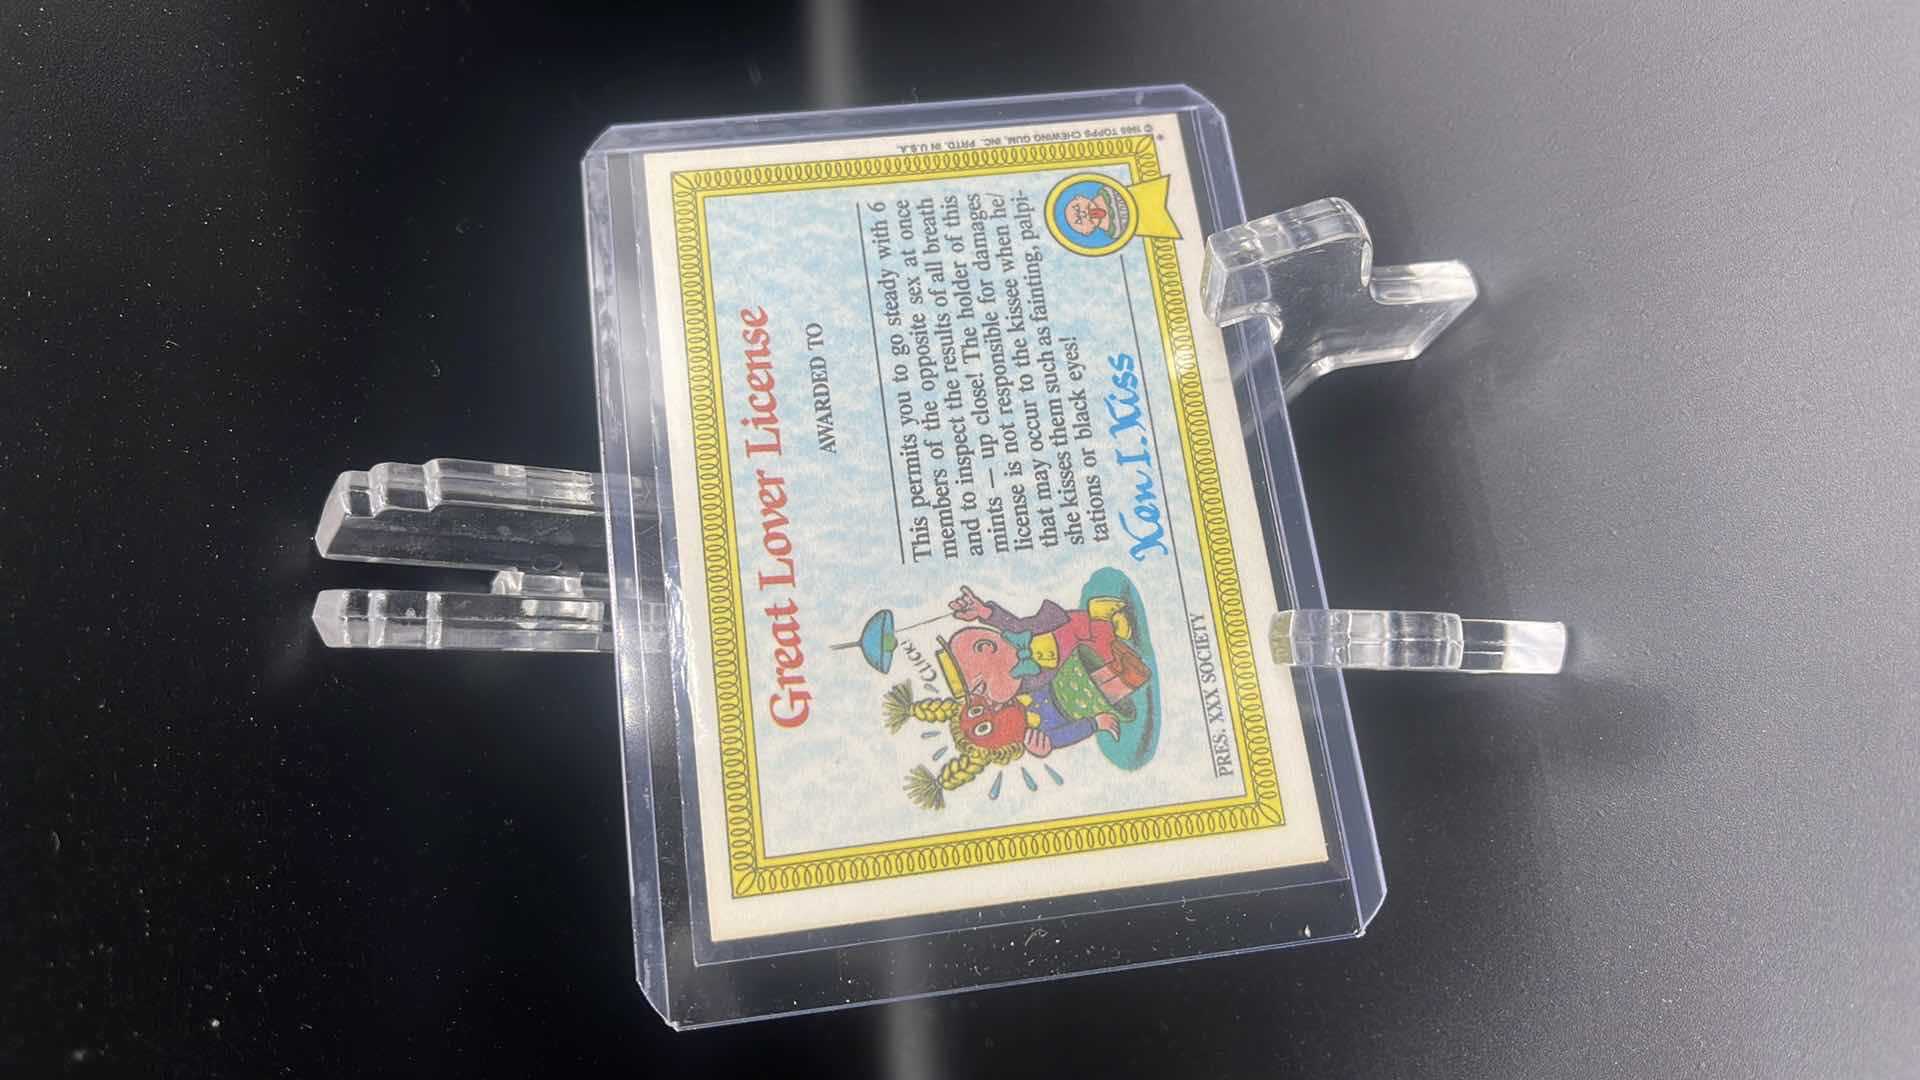 Great Lover License
AWARDED TO
This permits you to go steady with 6
members of the opposite sex at once
and to inspect the results of all breath
mints — up close! The holder of this
license is not responsible for damages
that may occur to the kissee when he/
she kisses them such as fainting, palpi-
tations or black eyes!
CLICK!
Ken I. Kiss
PRES. XXX SOCIETY
* © 1985 TOPPS CHEWING GUM, INC. PRTD. IN U.S.A.